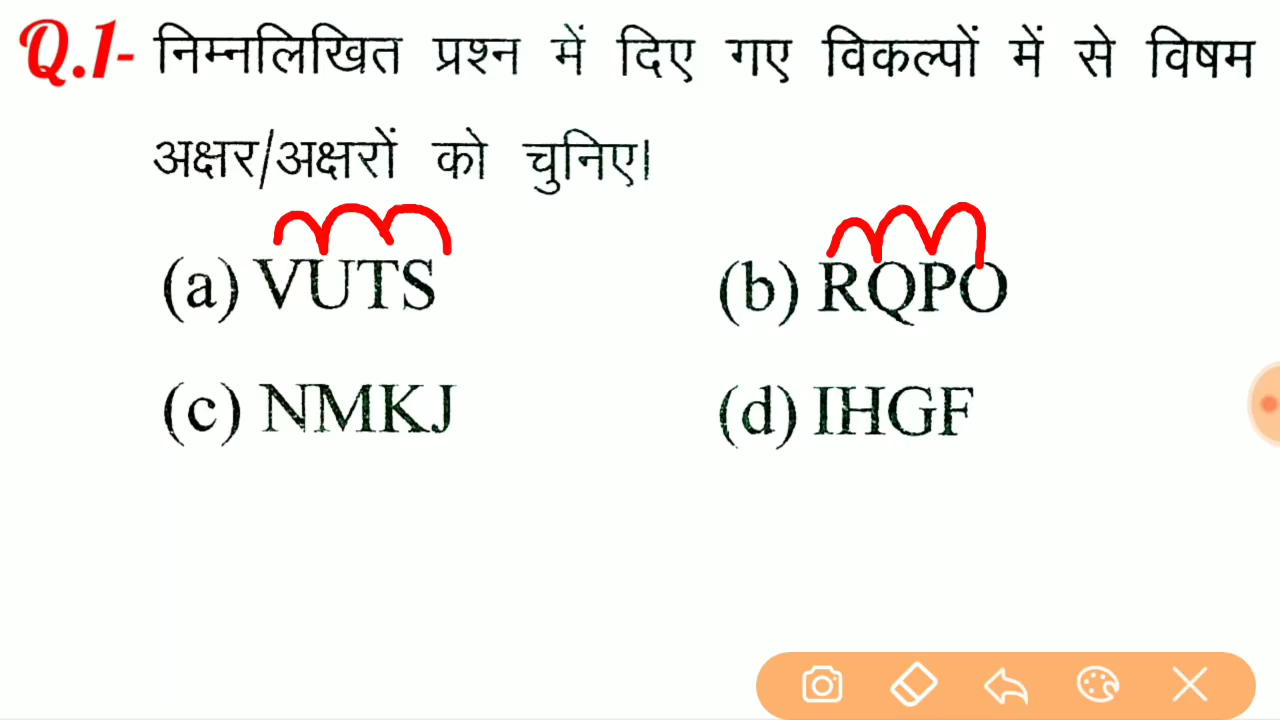 Q.1- निम्नलिखित प्रश्न में दिए गए विकल्पों में से विषम
अक्षर/अक्षरों को चुनिए।
(a) VUTS (b) RQPO
(c) NMKJ (d) IHGF